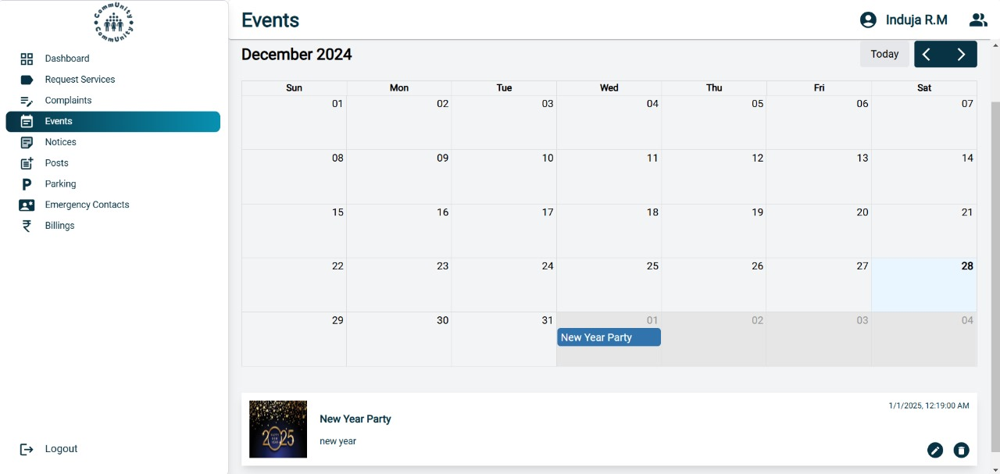 CommUnity
CommUnity
Events
Induja R.M
Dashboard
Request Services
Complaints
Events
Notices
Posts
Parking
Emergency Contacts
Billings
Logout
December 2024
Today
Sun Mon Tue Wed Thu Fri Sat
01 02 03 04 05 06 07
08 09 10 11 12 13 14
15 16 17 18 19 20 21
22 23 24 25 26 27 28
29 30 31 01 02 03 04
New Year Party
1/1/2025, 12:19:00 AM
2025
HAPPY
NEW
YEAR
New Year Party
new year